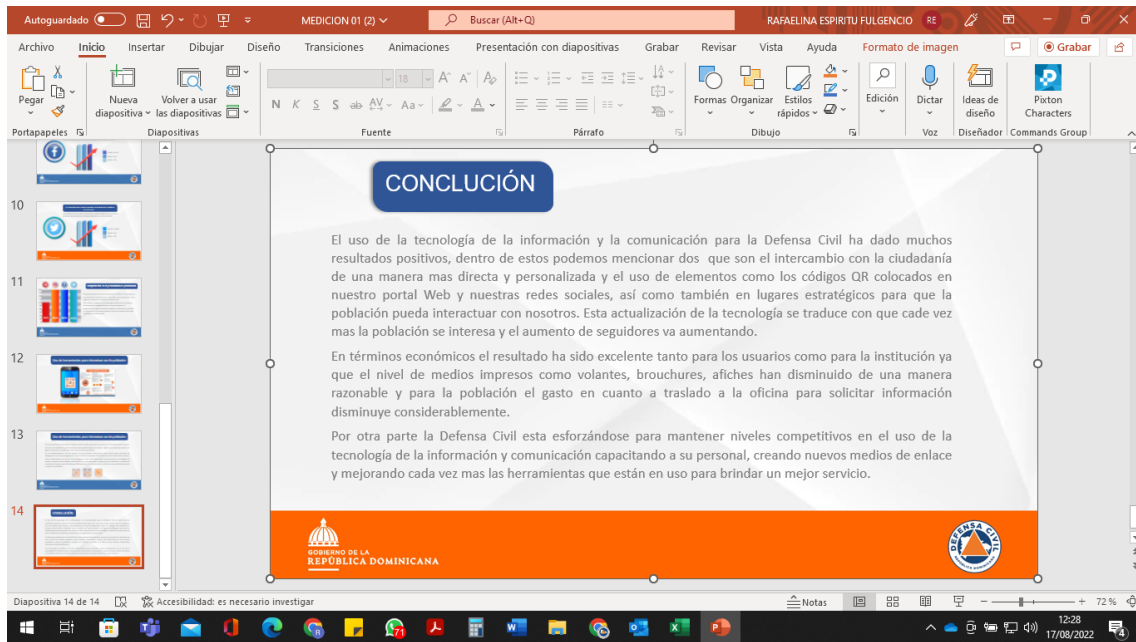 Autoguardado
MEDICION 01 (2)
Buscar (Alt+Q)
RAFAELINA ESPIRITU FULGENCIO
RE
Archivo Inicio Insertar Dibujar Diseño Transiciones Animaciones Presentación con diapositivas Grabar Revisar Vista Ayuda Formato de imagen Grabar
Pegar
Nueva diapositiva
Volver a usar las diapositivas
18
N K S S ab AV Aa A
Formas Organizar Estilos rápidos
Edición
Dictar
Ideas de diseño
Pixton Characters
Portapapeles Diapositivas Fuente Párrafo Dibujo Voz Diseñador Commands Group
10
11
12
13
14
CONCLUCIÓN
El uso de la tecnología de la información y la comunicación para la Defensa Civil ha dado muchos
resultados positivos, dentro de estos podemos mencionar dos que son el intercambio con la ciudadanía
de una manera mas directa y personalizada y el uso de elementos como los códigos QR colocados en
nuestro portal Web y nuestras redes sociales, así como también en lugares estratégicos para que la
población pueda interactuar con nosotros. Esta actualización de la tecnología se traduce con que cade vez
mas la población se interesa y el aumento de seguidores va aumentando.
En términos económicos el resultado ha sido excelente tanto para los usuarios como para la institución ya
que el nivel de medios impresos como volantes, brouchures, afiches han disminuido de una manera
razonable y para la población el gasto en cuanto a traslado a la oficina para solicitar información
disminuye considerablemente.
Por otra parte la Defensa Civil esta esforzándose para mantener niveles competitivos en el uso de la
tecnología de la información y comunicación capacitando a su personal, creando nuevos medios de enlace
y mejorando cada vez mas las herramientas que están en uso para brindar un mejor servicio.
GOBIERNO DE LA
REPÚBLICA DOMINICANA
DEFENSA CIVIL
REPÚBLICA DOMINICANA
Diapositiva 14 de 14
Accesibilidad: es necesario investigar
Notas
72 %
12:28
17/08/2022